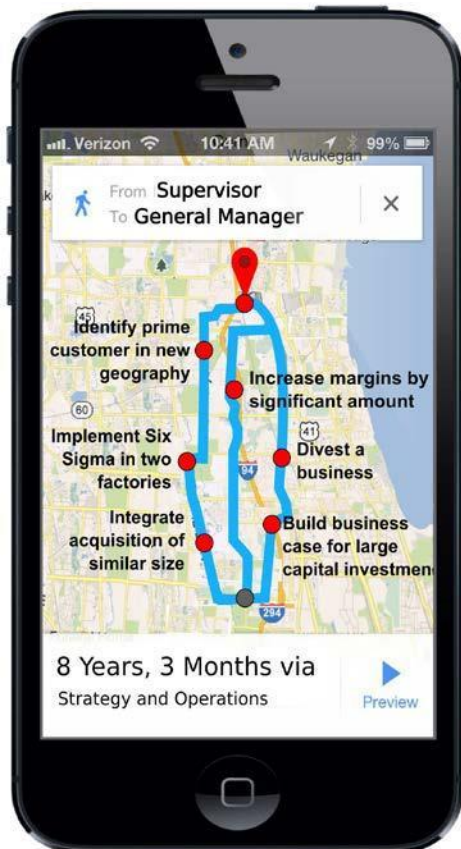 Verizon 10:41 AM 99%
Waukegan
From Supervisor
To General Manager
45
Identify prime
customer in new
geography
Increase margins by
significant amount
60
41
Implement Six
Sigma in two
factories
94
Divest a
business
Integrate
acquisition of
similar size
Build business
case for large
capital investmen
294
8 Years, 3 Months via
Strategy and Operations
Preview